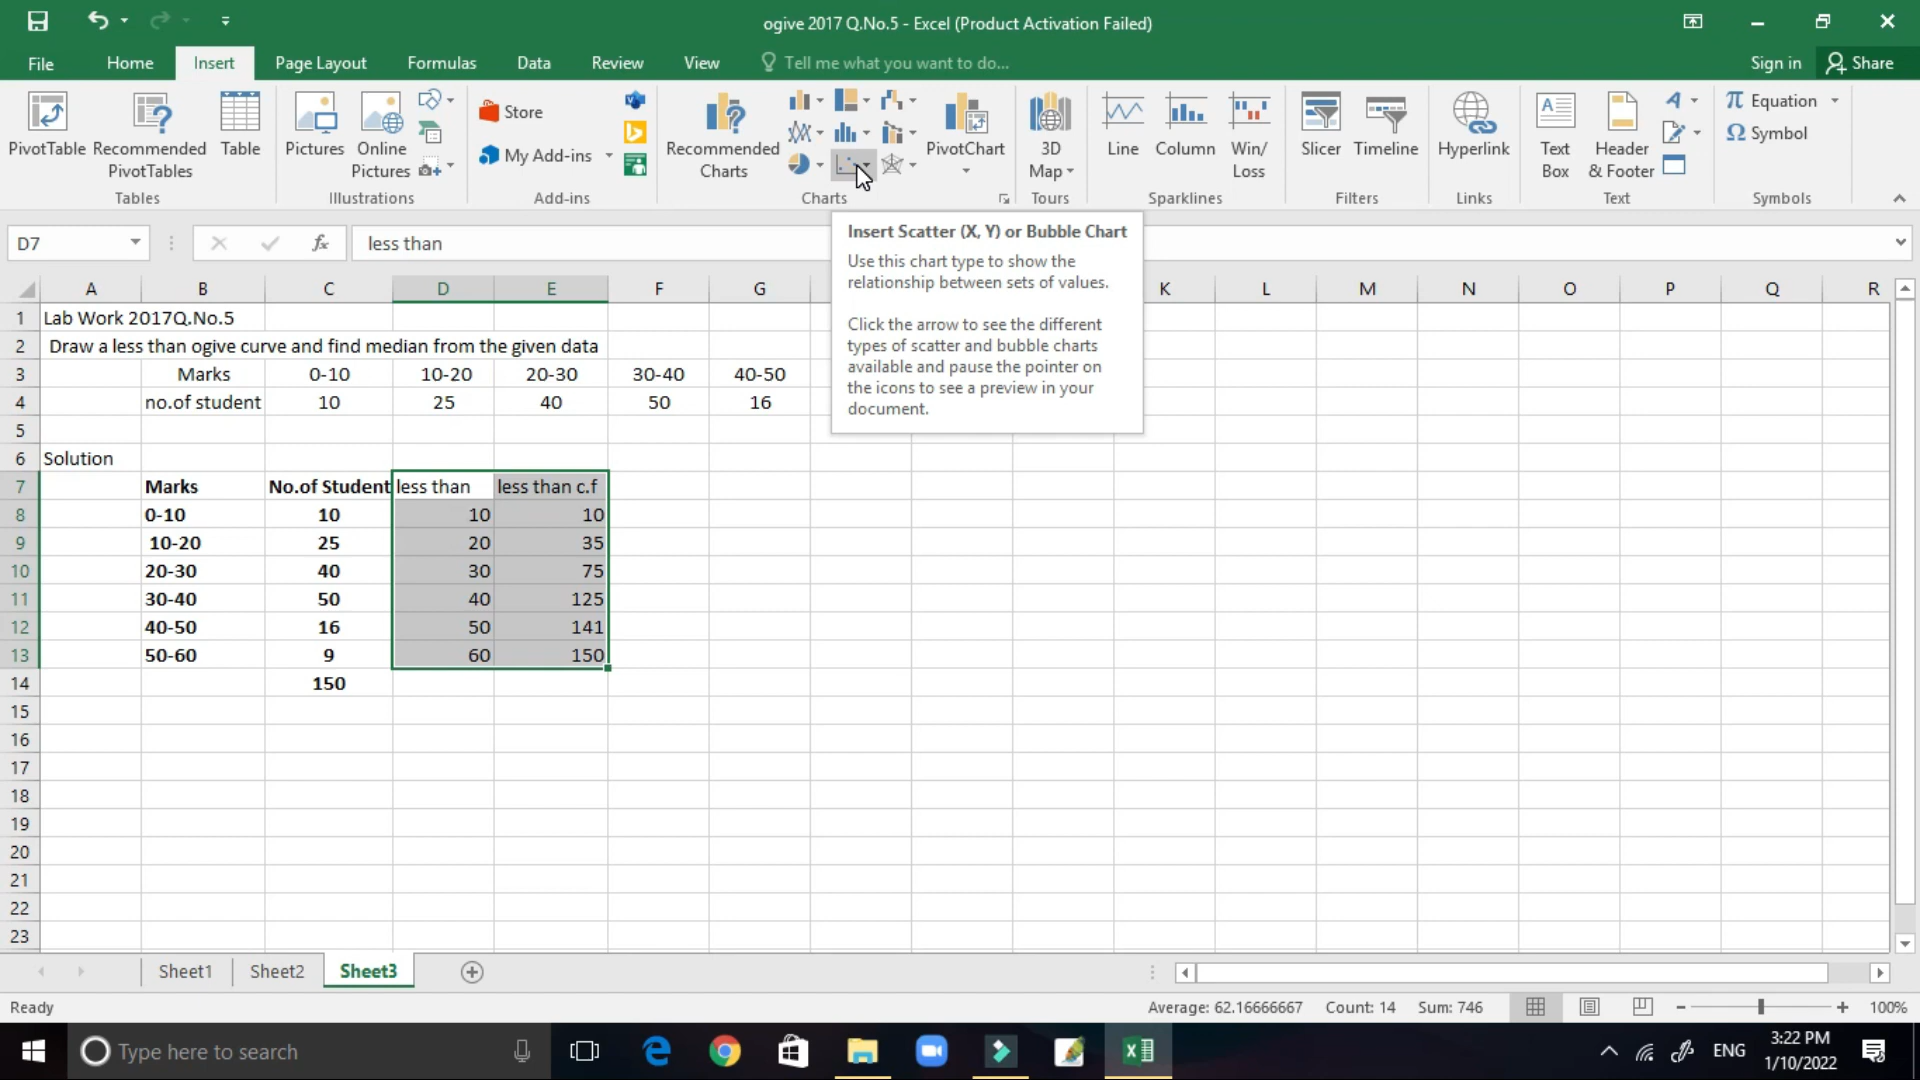 ogive 2017 Q.No.5 - Excel (Product Activation Failed)
File Home Insert Page Layout Formulas Data Review View Tell me what you want to do... Sign in Share
PivotTable Recommended PivotTables Table
Pictures Online Pictures
Store
My Add-ins
Recommended Charts
PivotChart
3D Map
Line Column Win/ Loss
Slicer Timeline
Hyperlink
Text Box Header & Footer
Equation
Symbol
Tables Illustrations Add-ins Charts Tours Sparklines Filters Links Text Symbols
D7 fx less than
Insert Scatter (X, Y) or Bubble Chart
Use this chart type to show the
relationship between sets of values.
Click the arrow to see the different
types of scatter and bubble charts
available and pause the pointer on
the icons to see a preview in your
document.
A B C D E F G K L M N O P Q R
1 Lab Work 2017Q.No.5
2 Draw a less than ogive curve and find median from the given data
3 Marks 0-10 10-20 20-30 30-40 40-50
4 no.of student 10 25 40 50 16
5
6 Solution
7 Marks No.of Student less than less than c.f
8 0-10 10 10 10
9 10-20 25 20 35
10 20-30 40 30 75
11 30-40 50 40 125
12 40-50 16 50 141
13 50-60 9 60 150
14 150
15
16
17
18
19
20
21
22
23
Sheet1 Sheet2 Sheet3
Ready Average: 62.16666667 Count: 14 Sum: 746 100%
Type here to search ENG 3:22 PM
1/10/2022